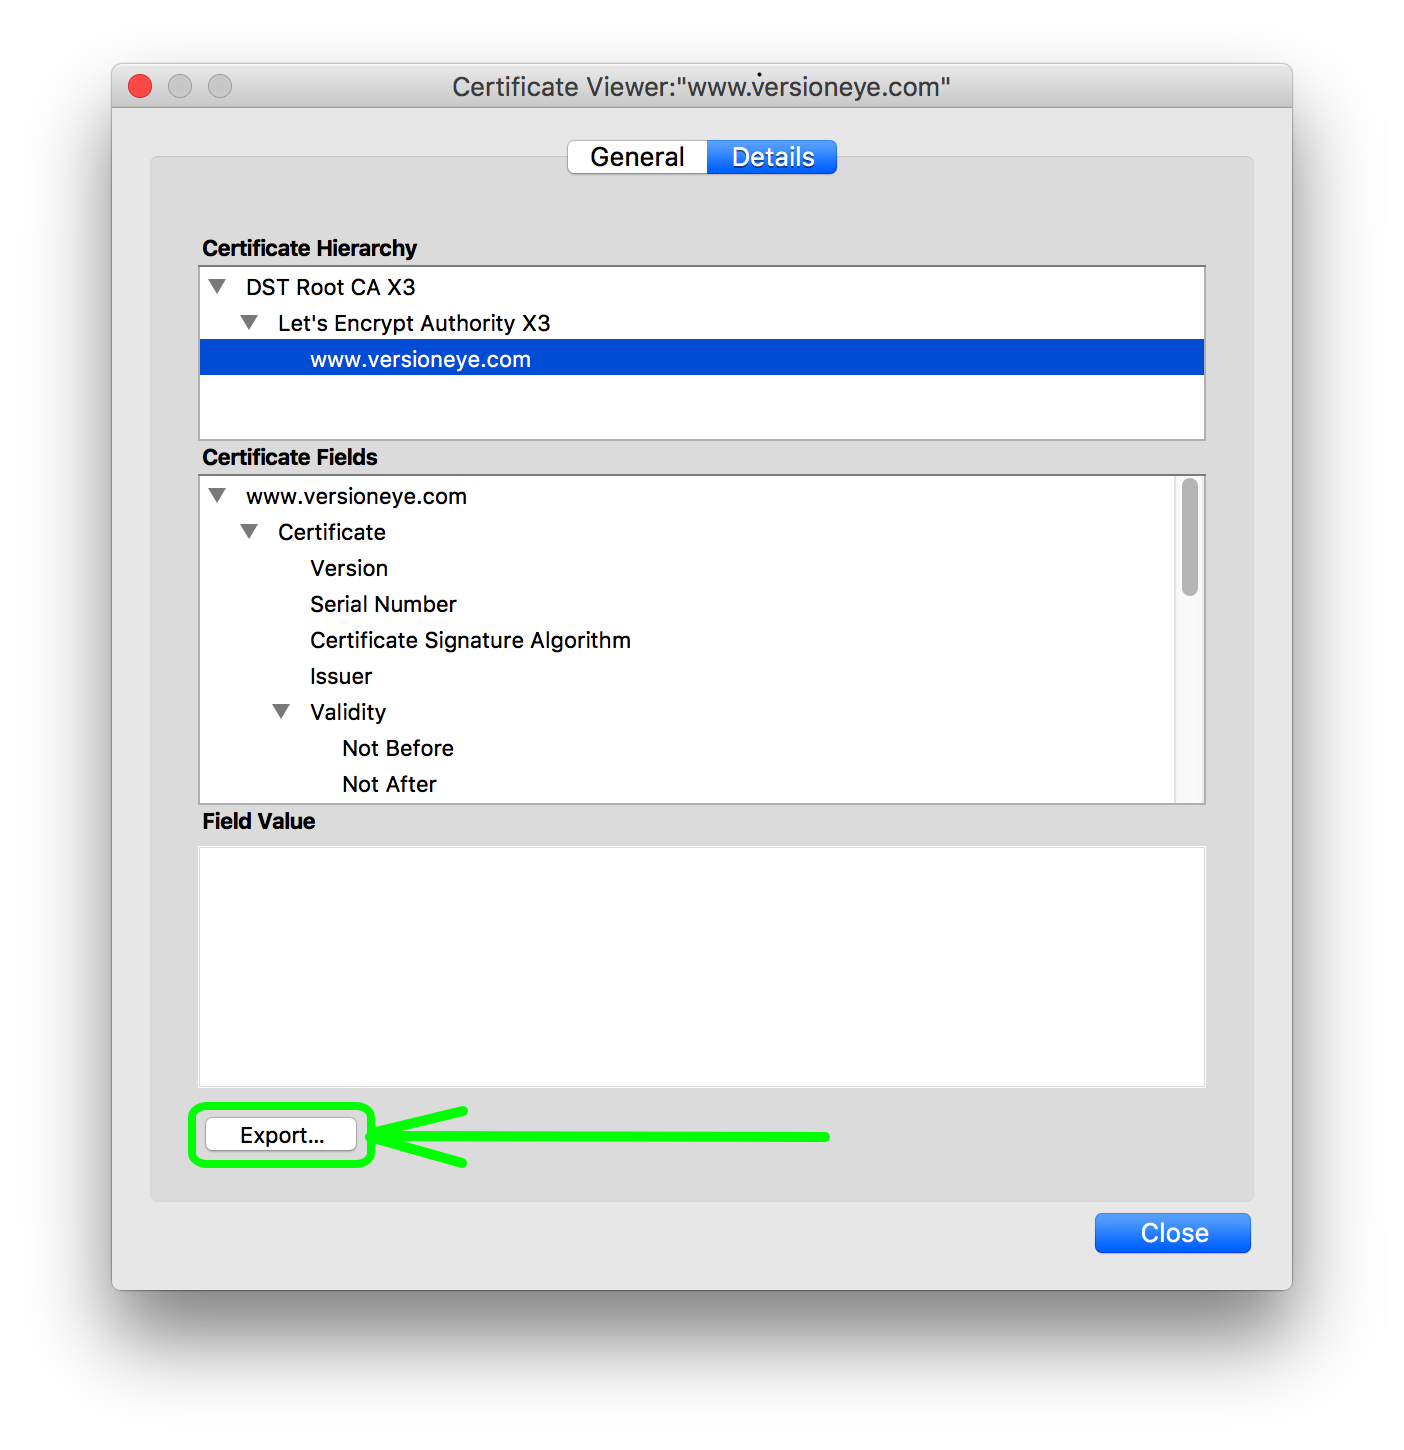 Certificate Viewer:"www.versioneye.com"
General Details
Certificate Hierarchy
DST Root CA X3
Let's Encrypt Authority X3
www.versioneye.com
Certificate Fields
www.versioneye.com
Certificate
Version
Serial Number
Certificate Signature Algorithm
Issuer
Validity
Not Before
Not After
Field Value
Export...
Close